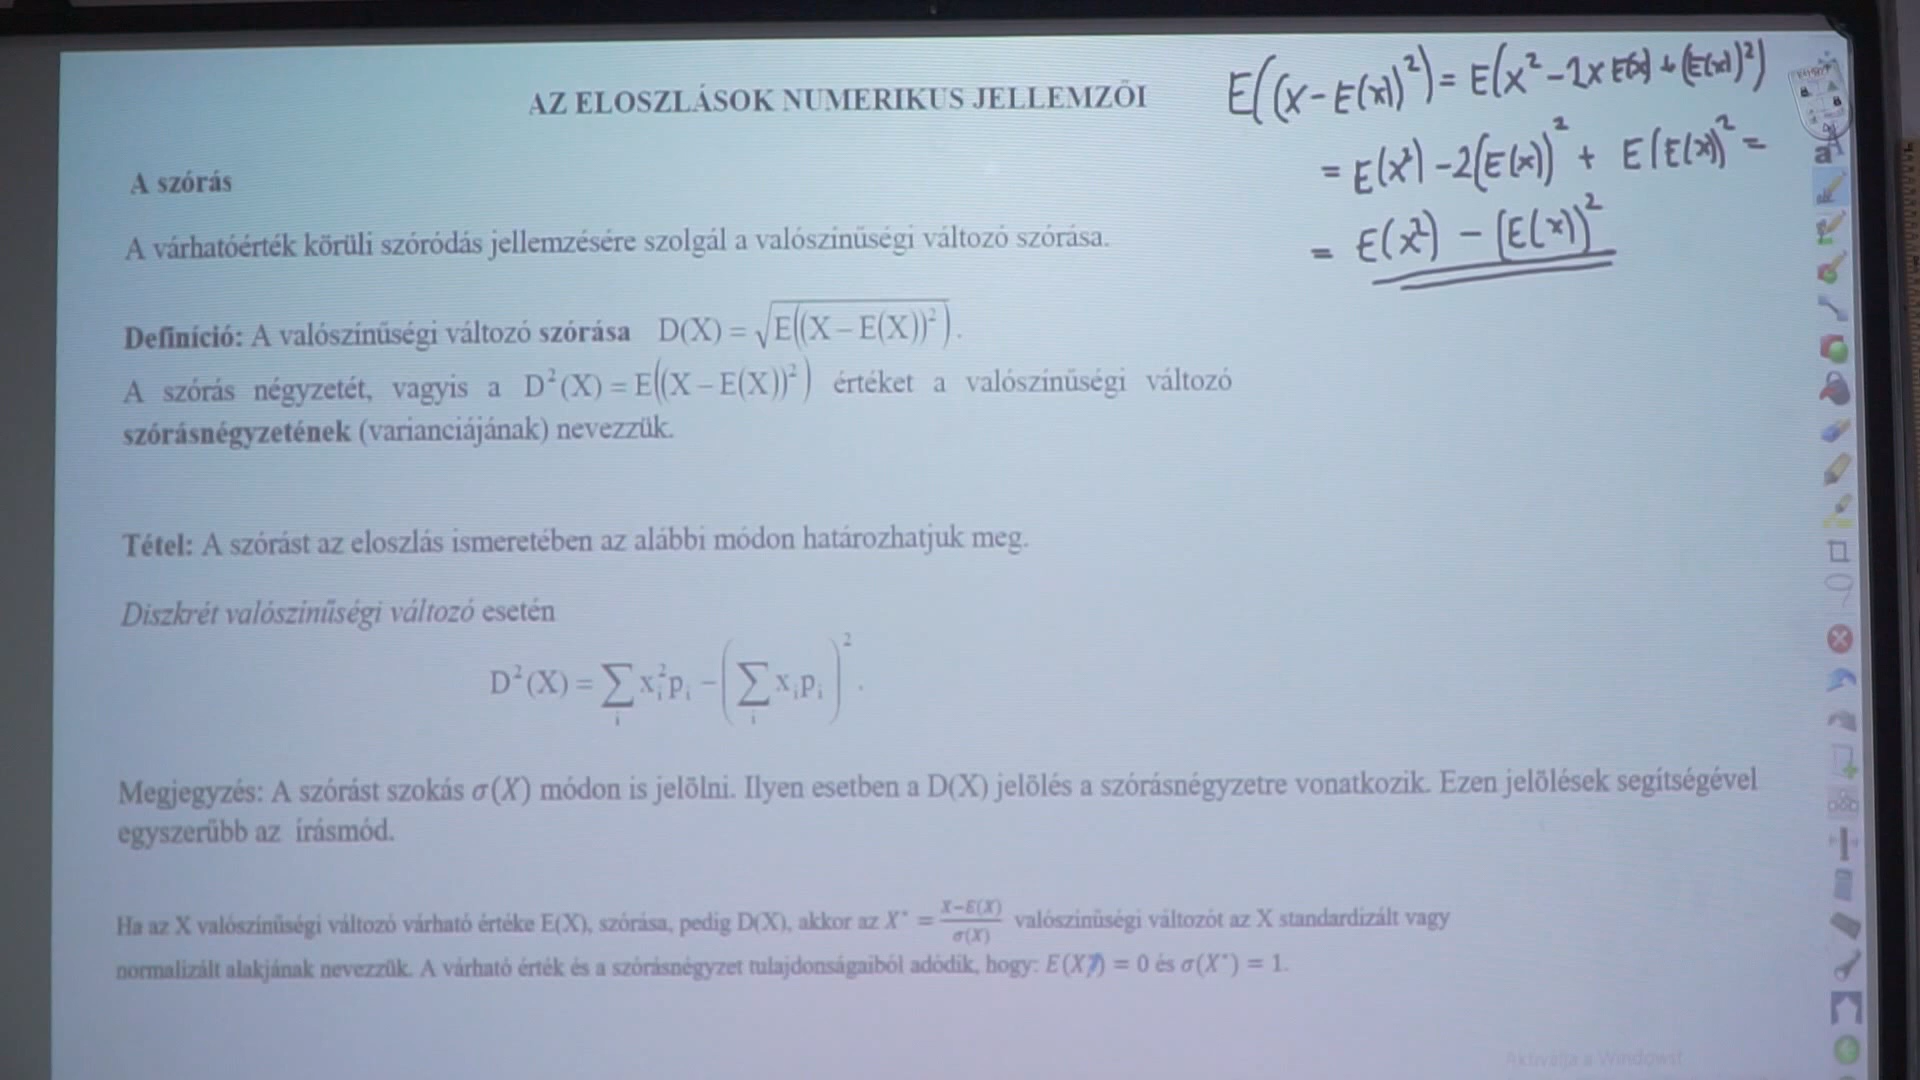 AZ ELOSZLÁSOK NUMERIKUS JELLEMZŐI
E((X-E(X))²) = E(X² - 2X E(X) + (E(X))²)
= E(X²) - 2(E(X))² + E(E(X))² =
= E(X²) - (E(X))²
A szórás
A várhatóérték körüli szóródás jellemzésére szolgál a valószínűségi változó szórása.
Definíció: A valószínűségi változó szórása D(X) = √E((X – E(X))²).
A szórás négyzetét, vagyis a D²(X) = E((X – E(X))²) értéket a valószínűségi változó
szórásnégyzetének (varianciájának) nevezzük.
Tétel: A szórást az eloszlás ismeretében az alábbi módon határozhatjuk meg.
Diszkrét valószínűségi változó esetén
D²(X) = ∑ᵢ xᵢ²pᵢ – (∑ᵢ xᵢpᵢ)².
Megjegyzés: A szórást szokás σ(X) módon is jelölni. Ilyen esetben a D(X) jelölés a szórásnégyzetre vonatkozik. Ezen jelölések segítségével
egyszerűbb az írásmód.
Ha az X valószínűségi változó várható értéke E(X), szórása, pedig D(X), akkor az X* = (X−E(X))/σ(X) valószínűségi változót az X standardizált vagy
normalizált alakjának nevezzük. A várható érték és a szórásnégyzet tulajdonságaiból adódik, hogy: E(X*) = 0 és σ(X*) = 1.
Aktiválja a Windowst